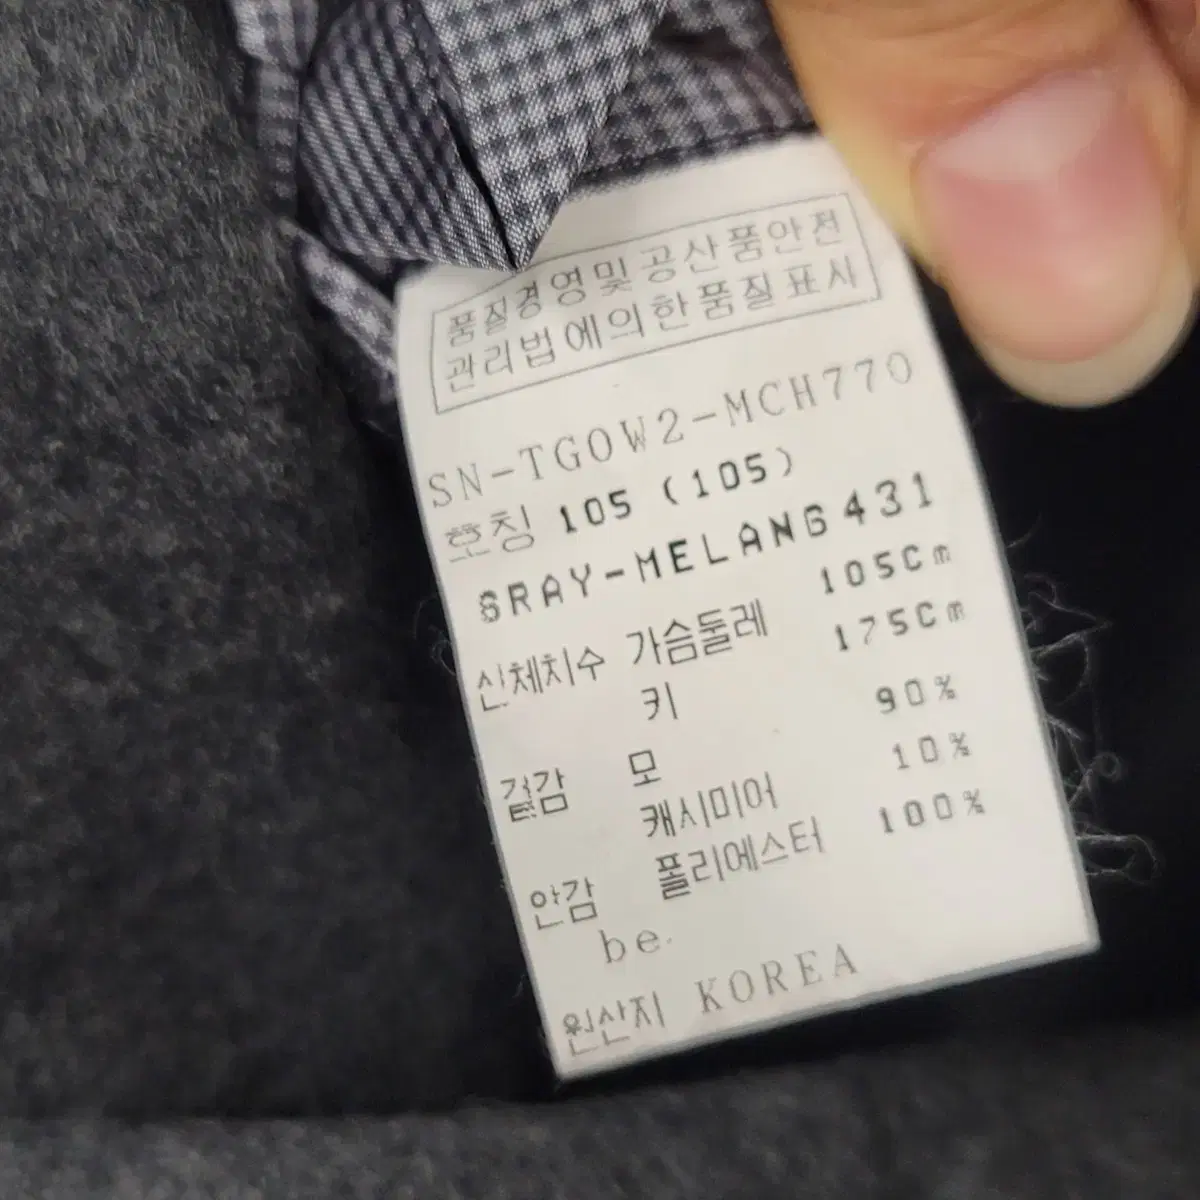 품질경영및공산품안전
관리법에의한품질표시
SN-TGOW2-MCH770
호칭 105 (105)
GRAY-MELANG431
신체치수 가슴둘레 105Cm
키 175Cm
겉감 모 90%
캐시미어 10%
안감 폴리에스터 100%
be.
원산지 KOREA